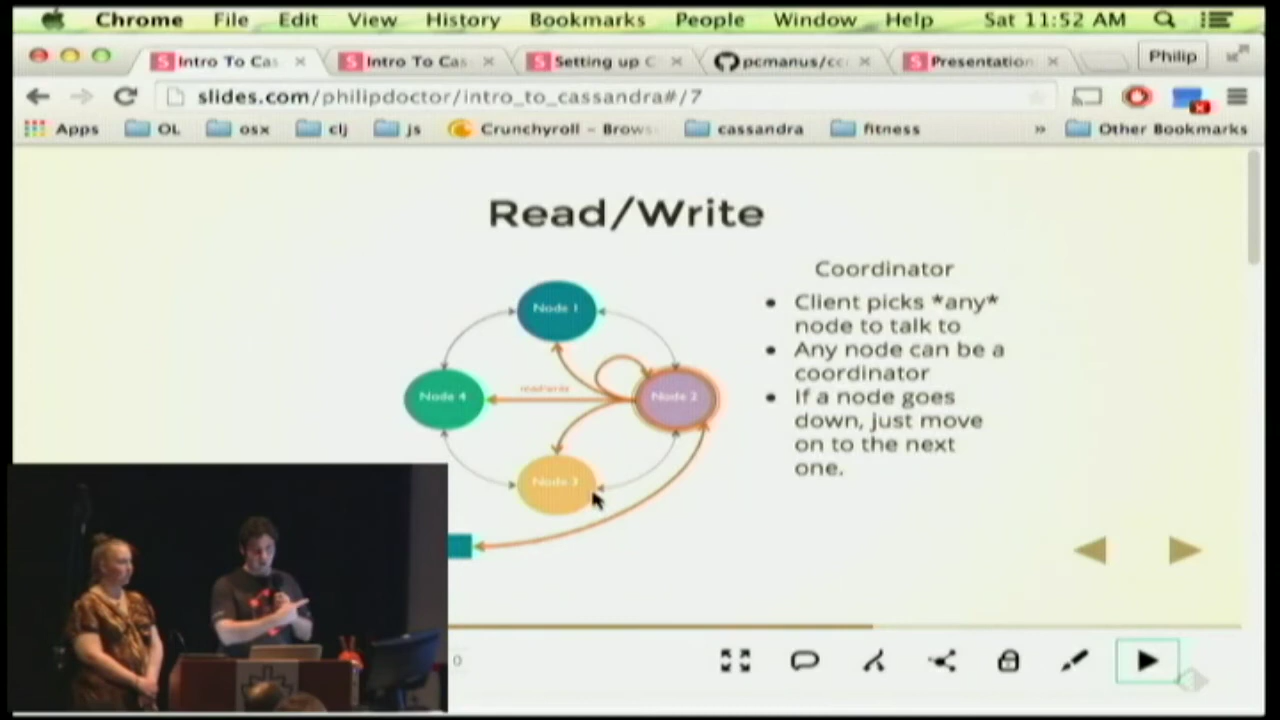 Chrome File Edit View History Bookmarks People Window Help Sat 11:52 AM
Intro To Cas Intro To Cas Setting up C pcmanus/cc Presentation Philip
slides.com/philipdoctor/intro_to_cassandra#/7
Apps OL osx clj js Crunchyroll – Brows cassandra fitness » Other Bookmarks
Read/Write
Coordinator
• Client picks *any*
node to talk to
• Any node can be a
coordinator
• If a node goes
down, just move
on to the next
one.
Node 1
Node 4
read/write
Node 2
Node 3
0